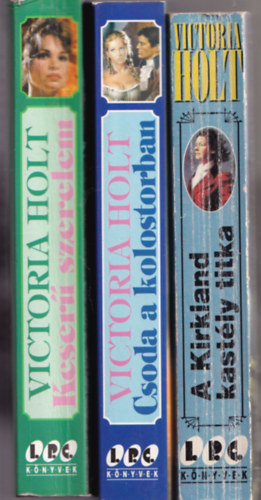 VICTORIA HOLT
Keserű szerelem
I.P.C.
KÖNYVEK
VICTORIA HOLT
Csoda a kolostorban
I.P.C.
KÖNYVEK
VICTORIA
HOLT
A Kirkland
kastély titka
I.P.C.
KÖNYVEK